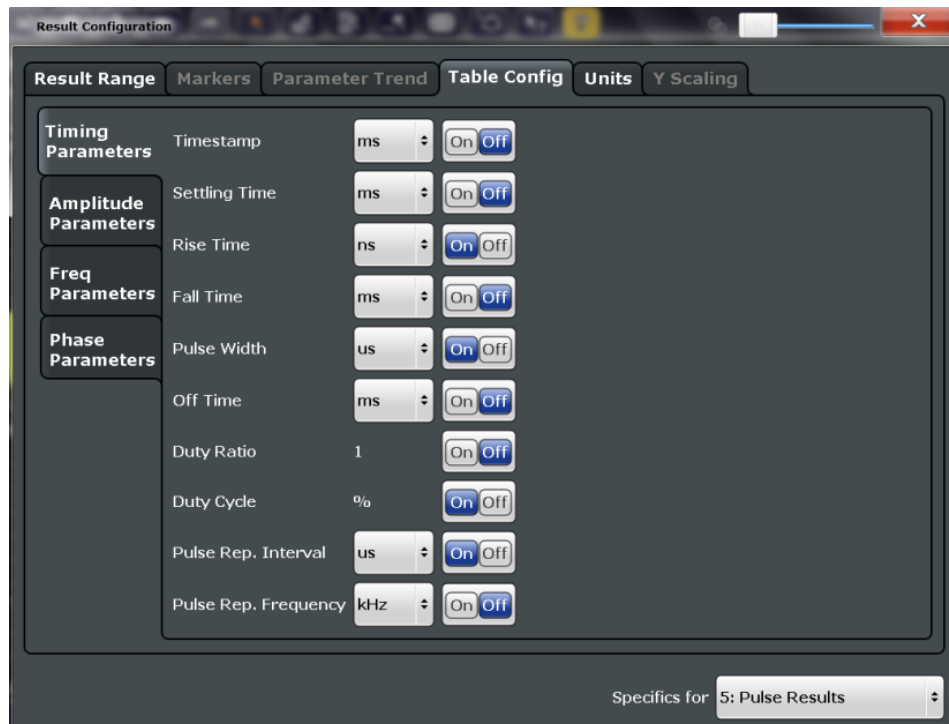 Result Configuration
Result Range Markers Parameter Trend Table Config Units Y Scaling
Timing
Parameters
Amplitude
Parameters
Freq
Parameters
Phase
Parameters
Timestamp ms On Off
Settling Time ms On Off
Rise Time ns On Off
Fall Time ms On Off
Pulse Width us On Off
Off Time ms On Off
Duty Ratio 1 On Off
Duty Cycle % On Off
Pulse Rep. Interval us On Off
Pulse Rep. Frequency kHz On Off
Specifics for 5: Pulse Results